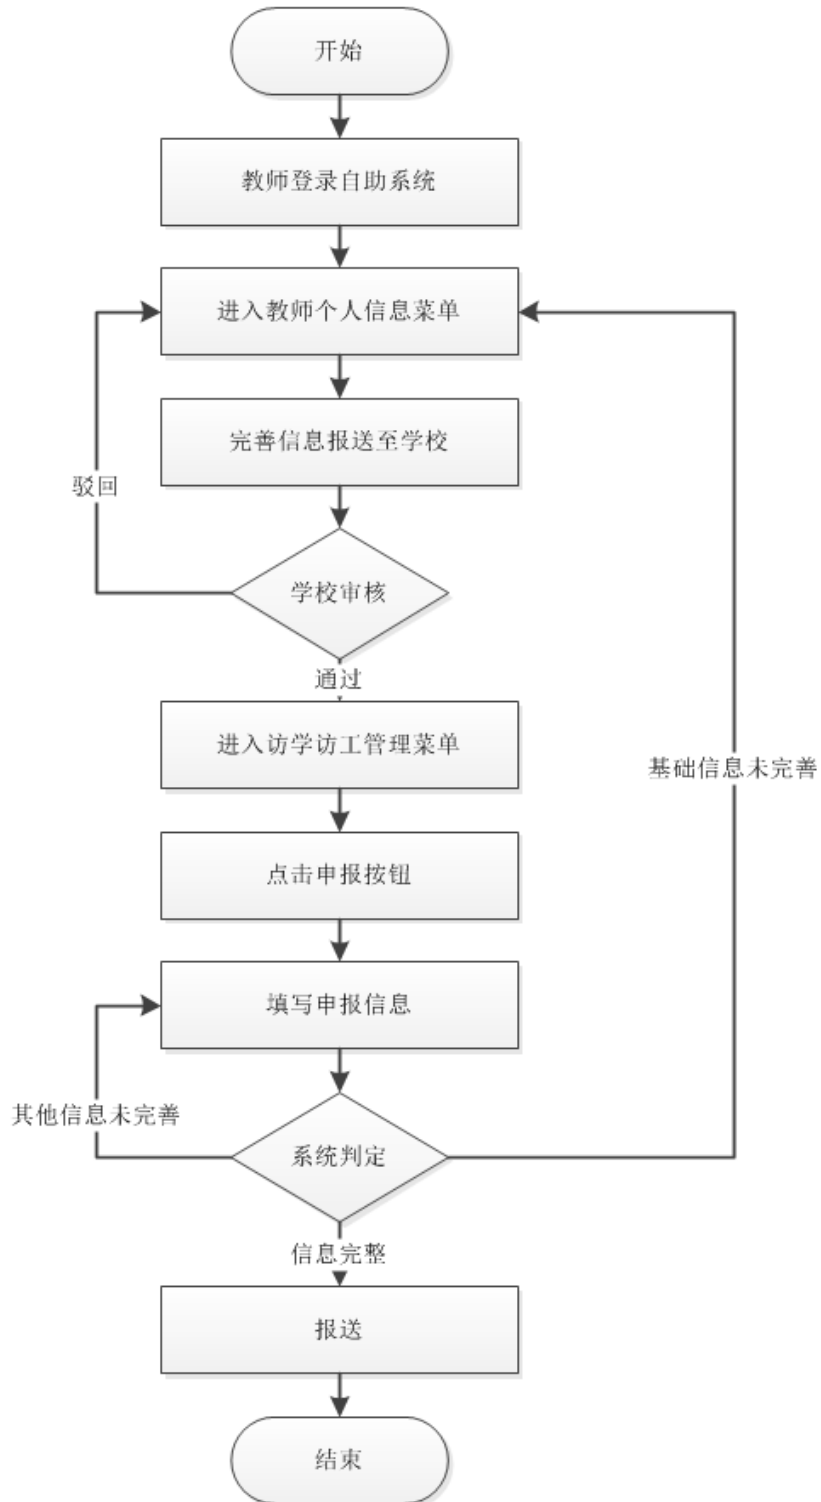 开始
教师登录自助系统
进入教师个人信息菜单
完善信息报送至学校
驳回
学校审核
通过
进入访学访工管理菜单
基础信息未完善
点击申报按钮
填写申报信息
其他信息未完善
系统判定
信息完整
报送
结束